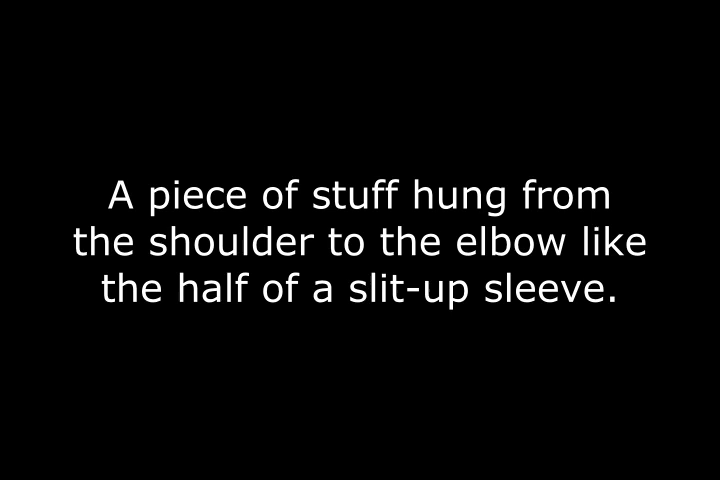 A piece of stuff hung from
the shoulder to the elbow like
the half of a slit-up sleeve.